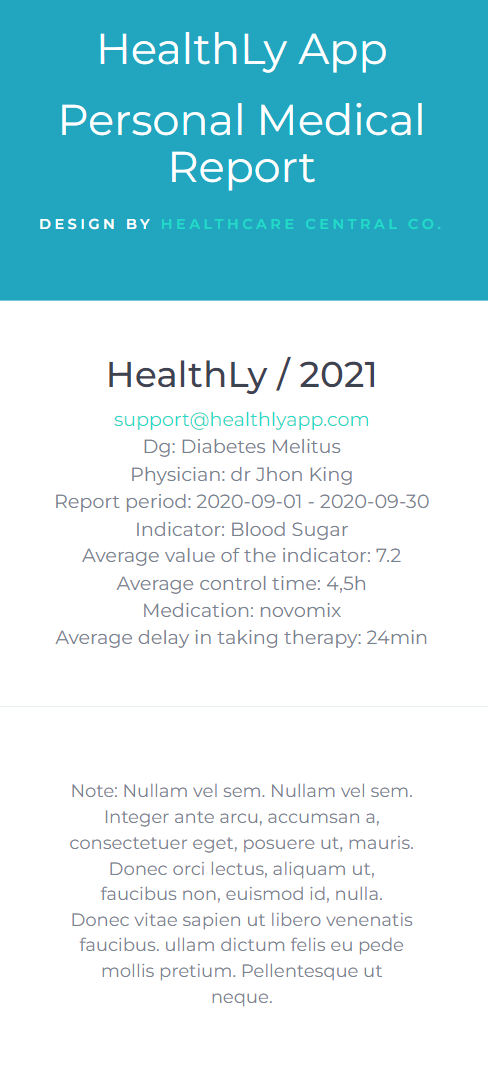 HealthLy App
Personal Medical
Report
DESIGN BY HEALTHCARE CENTRAL CO.
HealthLy / 2021
support@healthlyapp.com
Dg: Diabetes Melitus
Physician: dr Jhon King
Report period: 2020-09-01 - 2020-09-30
Indicator: Blood Sugar
Average value of the indicator: 7.2
Average control time: 4,5h
Medication: novomix
Average delay in taking therapy: 24min
Note: Nullam vel sem. Nullam vel sem.
Integer ante arcu, accumsan a,
consectetuer eget, posuere ut, mauris.
Donec orci lectus, aliquam ut,
faucibus non, euismod id, nulla.
Donec vitae sapien ut libero venenatis
faucibus. ullam dictum felis eu pede
mollis pretium. Pellentesque ut
neque.